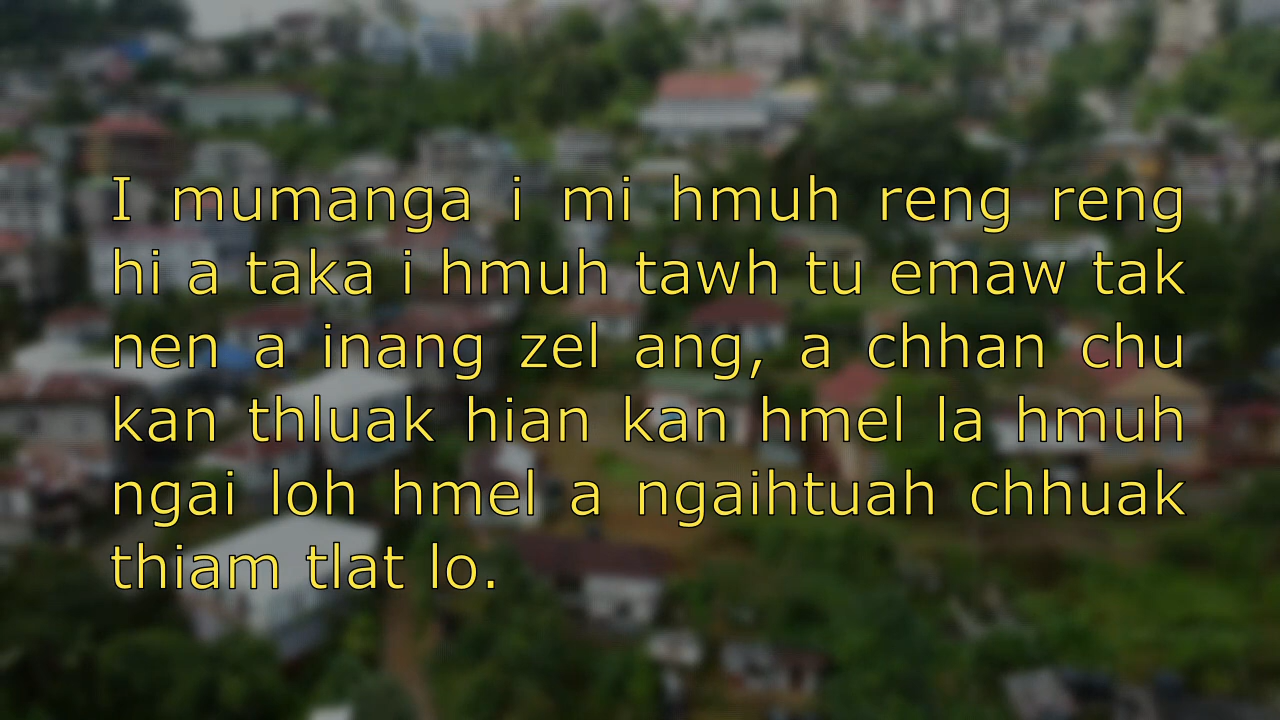 I mumanga i mi hmuh reng reng
hi a taka i hmuh tawh tu emaw tak
nen a inang zel ang, a chhan chu
kan thluak hian kan hmel la hmuh
ngai loh hmel a ngaihtuah chhuak
thiam tlat lo.